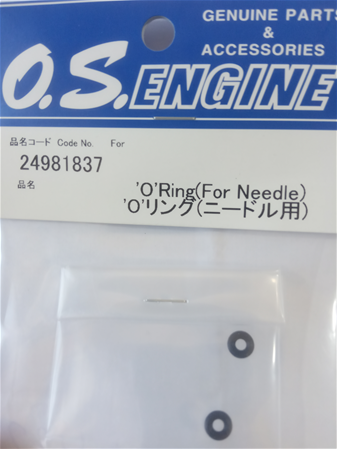 GENUINE PARTS
&
ACCESSORIES
O.S.ENGINE
品名コード Code No. For
24981837
品名
'O'Ring(For Needle)
'O'リング(ニードル用)